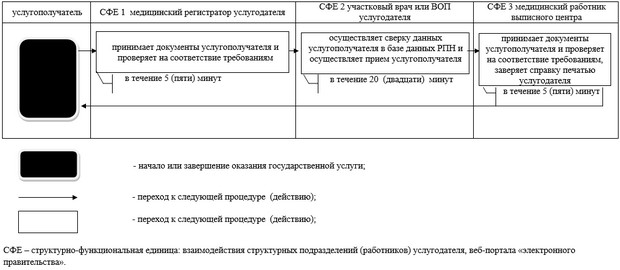 услугополучатель
СФЕ 1 медицинский регистратор услугодателя
СФЕ 2 участковый врач или ВОП
услугодателя
СФЕ 3 медицинский работник
выписного центра
принимает документы услугополучателя и
проверяет на соответствие требованиям
в течение 5 (пяти) минут
осуществляет сверку данных
услугополучателя в базе данных РПН и
осуществляет прием услугополучателя
в течение 20 (двадцати) минут
принимает документы
услугополучателя и проверяет
на соответствие требованиям,
заверяет справку печатью
услугодателя
в течение 5 (пяти) минут
- начало или завершение оказания государственной услуги;
- переход к следующей процедуре (действию);
- переход к следующей процедуре (действию);
СФЕ – структурно-функциональная единица: взаимодействия структурных подразделений (работников) услугодателя, веб-портала «электронного
правительства».